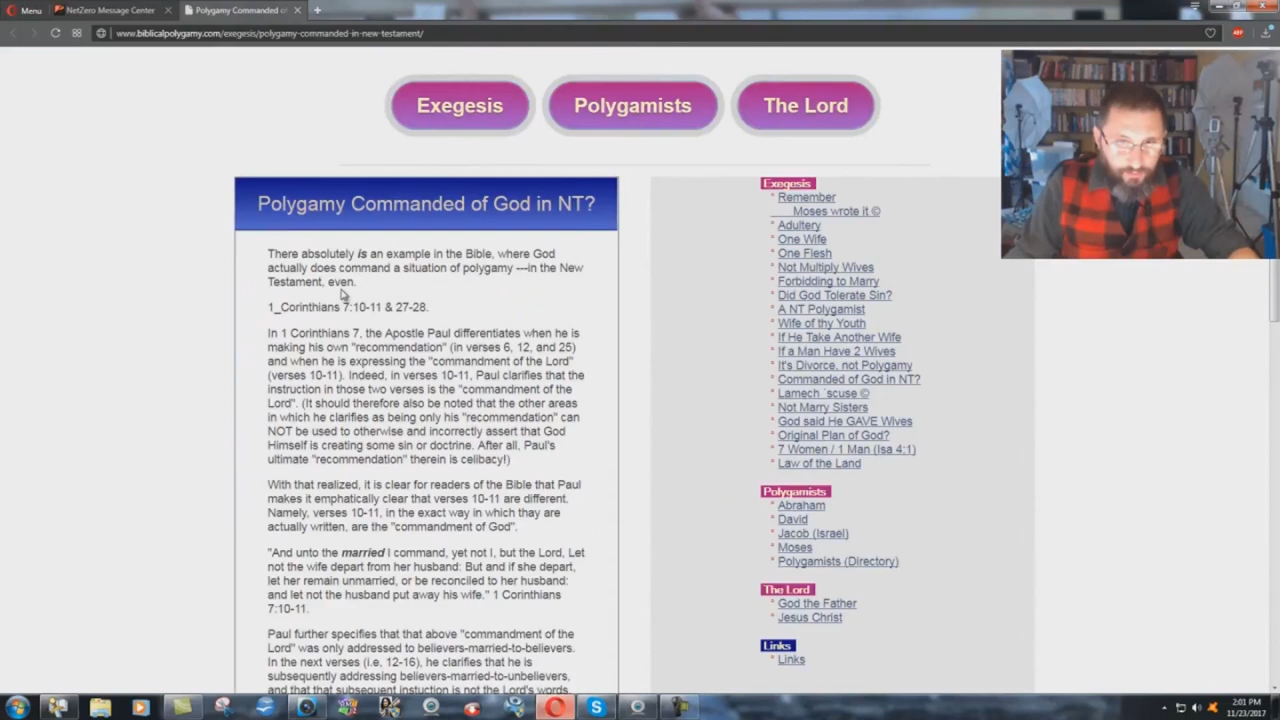 Menu
NetZero Message Center
Polygamy Commanded of
www.biblicalpolygamy.com/exegesis/polygamy-commanded-in-new-testament/
ABP
Exegesis
Polygamists
The Lord
Polygamy Commanded of God in NT?
There absolutely is an example in the Bible, where God
actually does command a situation of polygamy ---in the New
Testament, even.
1_Corinthians 7:10-11 & 27-28.
In 1 Corinthians 7, the Apostle Paul differentiates when he is
making his own "recommendation" (in verses 6, 12, and 25)
and when he is expressing the "commandment of the Lord"
(verses 10-11). Indeed, in verses 10-11, Paul clarifies that the
instruction in those two verses is the "commandment of the
Lord". (It should therefore also be noted that the other areas
in which he clarifies as being only his "recommendation" can
NOT be used to otherwise and incorrectly assert that God
Himself is creating some sin or doctrine. After all, Paul's
ultimate "recommendation" therein is celibacy!)
With that realized, it is clear for readers of the Bible that Paul
makes it emphatically clear that verses 10-11 are different.
Namely, verses 10-11, in the exact way in which thay are
actually written, are the "commandment of God".
"And unto the married I command, yet not I, but the Lord, Let
not the wife depart from her husband: But and if she depart,
let her remain unmarried, or be reconciled to her husband:
and let not the husband put away his wife." 1 Corinthians
7:10-11.
Paul further specifies that that above "commandment of the
Lord" was only addressed to believers-married-to-believers.
In the next verses (i.e, 12-16), he clarifies that he is
subsequently addressing believers-married-to-unbelievers,
and that that subsequent instuction is not the Lord's words,
Exegesis
* Remember
Moses wrote it ©
* Adultery
* One Wife
* One Flesh
* Not Multiply Wives
* Forbidding to Marry
* Did God Tolerate Sin?
* A NT Polygamist
* Wife of thy Youth
* If He Take Another Wife
* If a Man Have 2 Wives
* It's Divorce, not Polygamy
* Commanded of God in NT?
* Lamech `scuse ©
* Not Marry Sisters
* God said He GAVE Wives
* Original Plan of God?
* 7 Women / 1 Man (Isa 4:1)
* Law of the Land
Polygamists
* Abraham
* David
* Jacob (Israel)
* Moses
* Polygamists (Directory)
The Lord
* God the Father
* Jesus Christ
Links
* Links
2:01 PM
11/23/2017